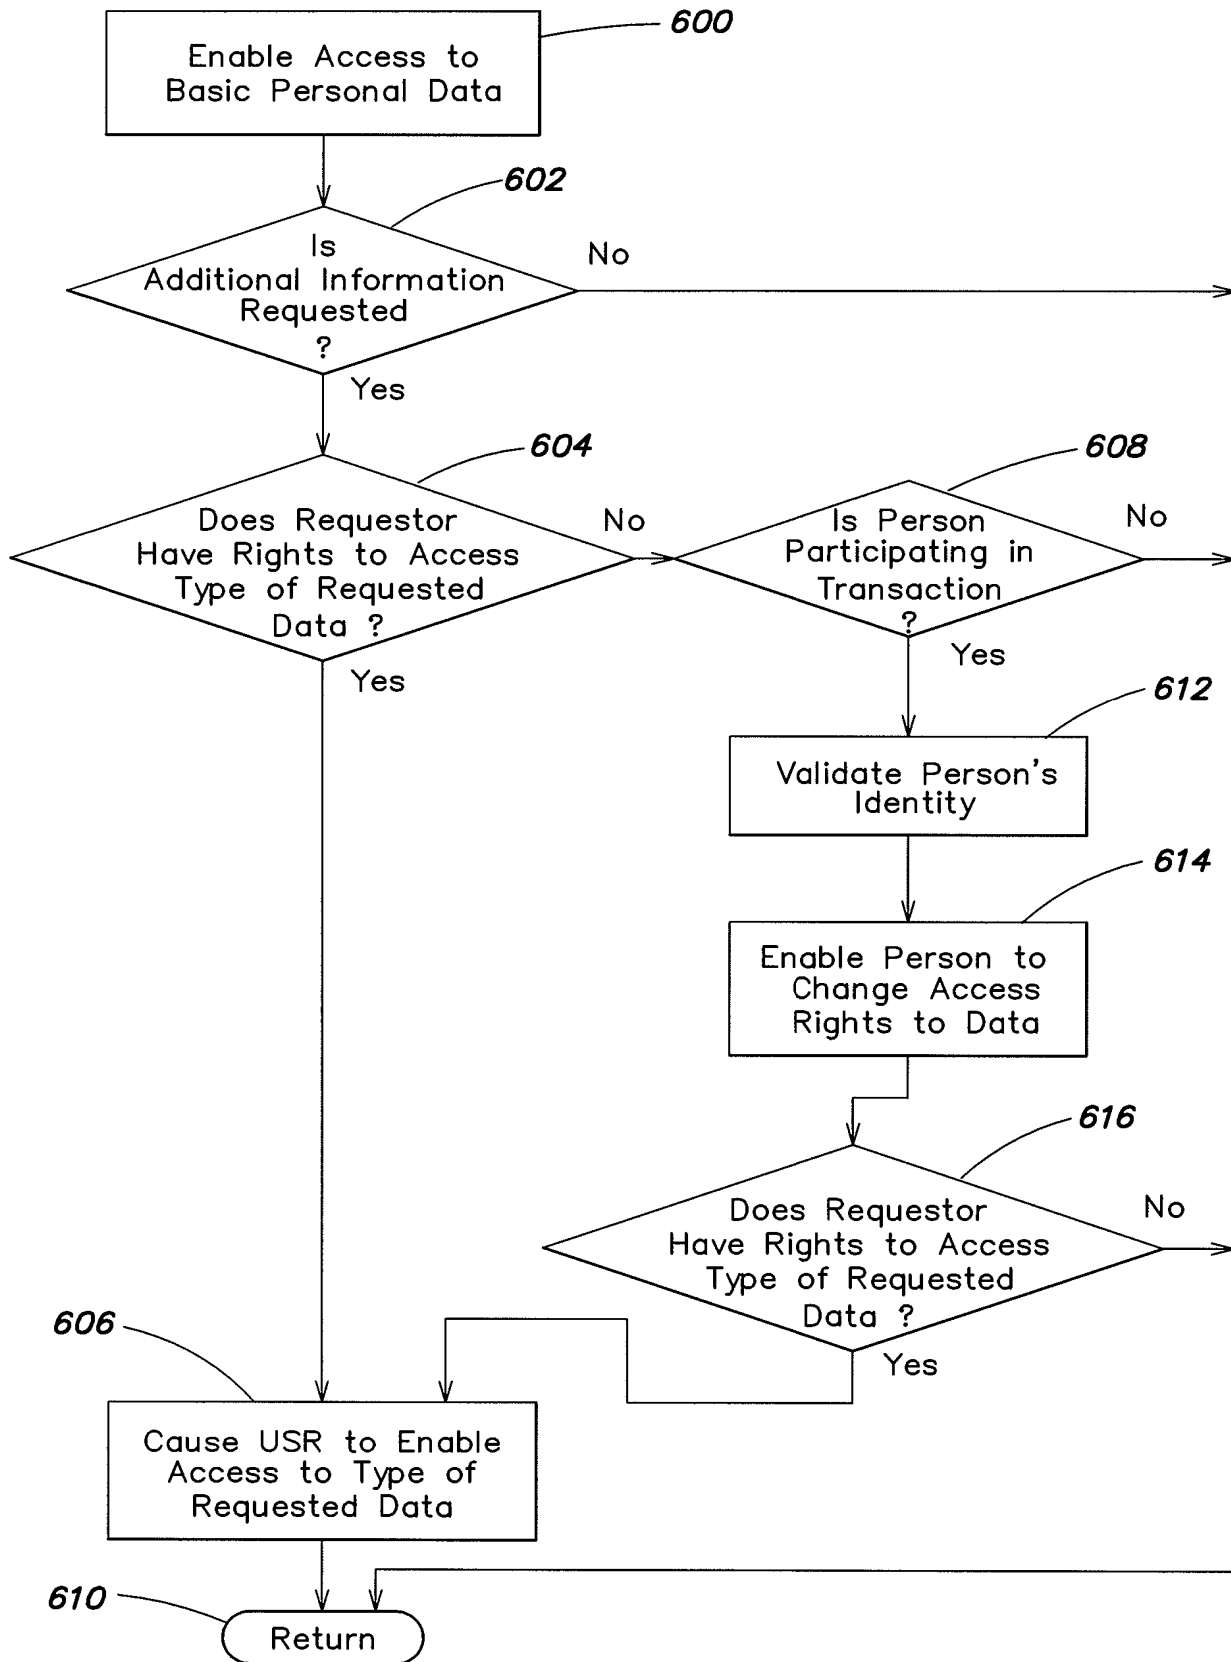 600
Enable Access to
Basic Personal Data
602
Is
Additional Information
Requested
?
No
Yes
604
Does Requestor
Have Rights to Access
Type of Requested
Data ?
No
Yes
608
Is Person
Participating in
Transaction
?
No
Yes
612
Validate Person's
Identity
614
Enable Person to
Change Access
Rights to Data
616
Does Requestor
Have Rights to Access
Type of Requested
Data ?
No
Yes
606
Cause USR to Enable
Access to Type of
Requested Data
610
Return